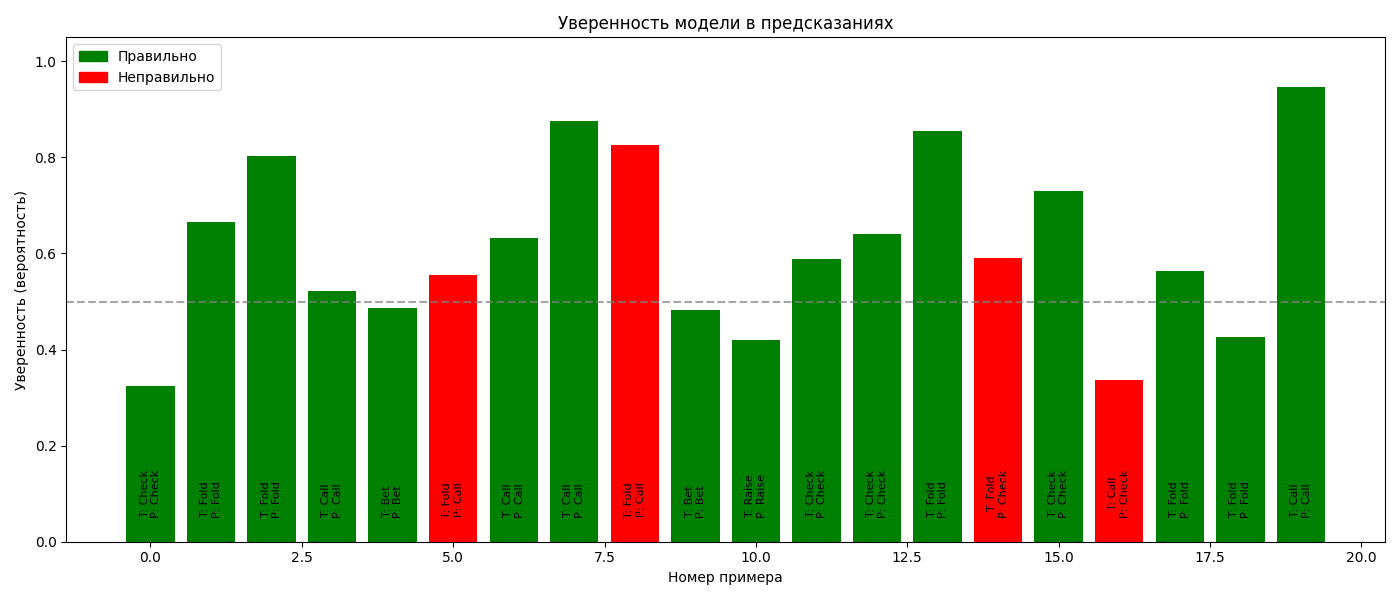 Уверенность модели в предсказаниях
Правильно
Неправильно
Уверенность (вероятность)
1.0
0.8
0.6
0.4
0.2
0.0
T: Check
P: Check
T: Fold
P: Fold
T: Fold
P: Fold
T: Call
P: Call
T: Bet
P: Bet
T: Fold
P: Call
T: Call
P: Call
T: Call
P: Call
T: Fold
P: Call
T: Bet
P: Bet
T: Raise
P: Raise
T: Check
P: Check
T: Check
P: Check
T: Fold
P: Fold
T: Fold
P: Check
T: Check
P: Check
T: Call
P: Check
T: Fold
P: Fold
T: Fold
P: Fold
T: Call
P: Call
0.0
2.5
5.0
7.5
10.0
12.5
15.0
17.5
20.0
Номер примера